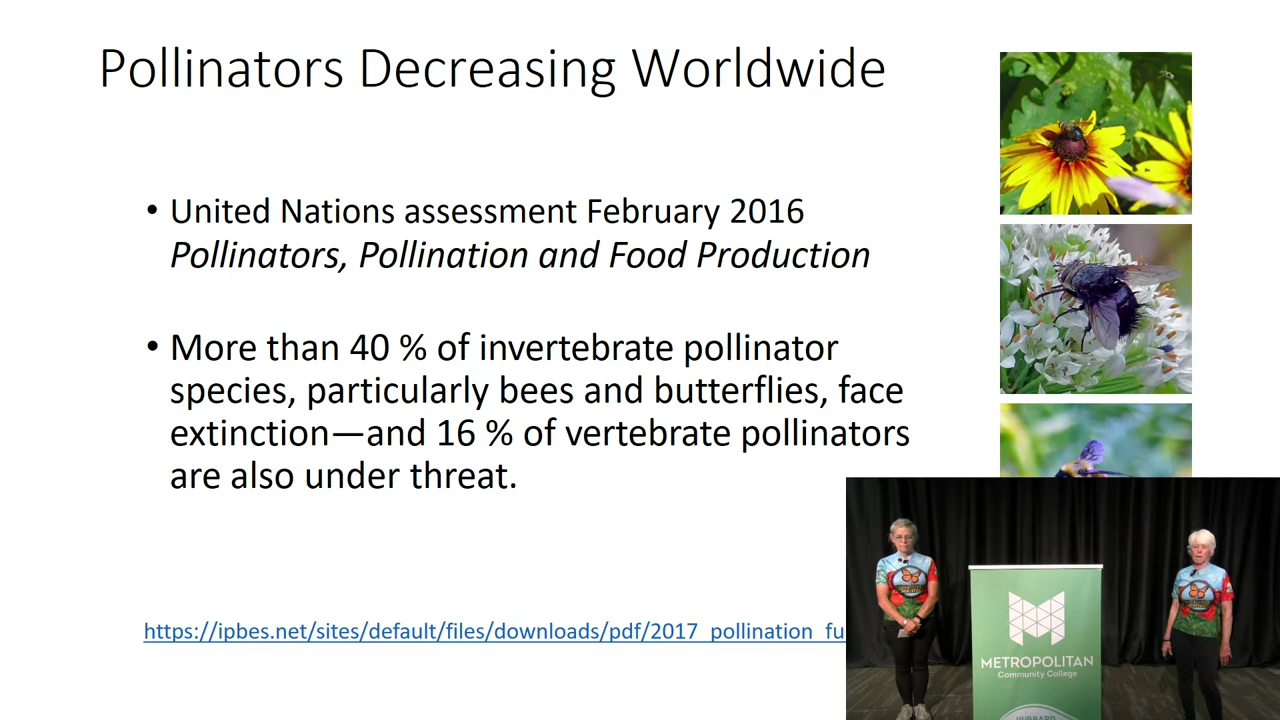 Pollinators Decreasing Worldwide
• United Nations assessment February 2016
Pollinators, Pollination and Food Production
• More than 40 % of invertebrate pollinator
species, particularly bees and butterflies, face
extinction—and 16 % of vertebrate pollinators
are also under threat.
https://ipbes.net/sites/default/files/downloads/pdf/2017_pollination_fu
METROPOLITAN
Community College
HUBBARD